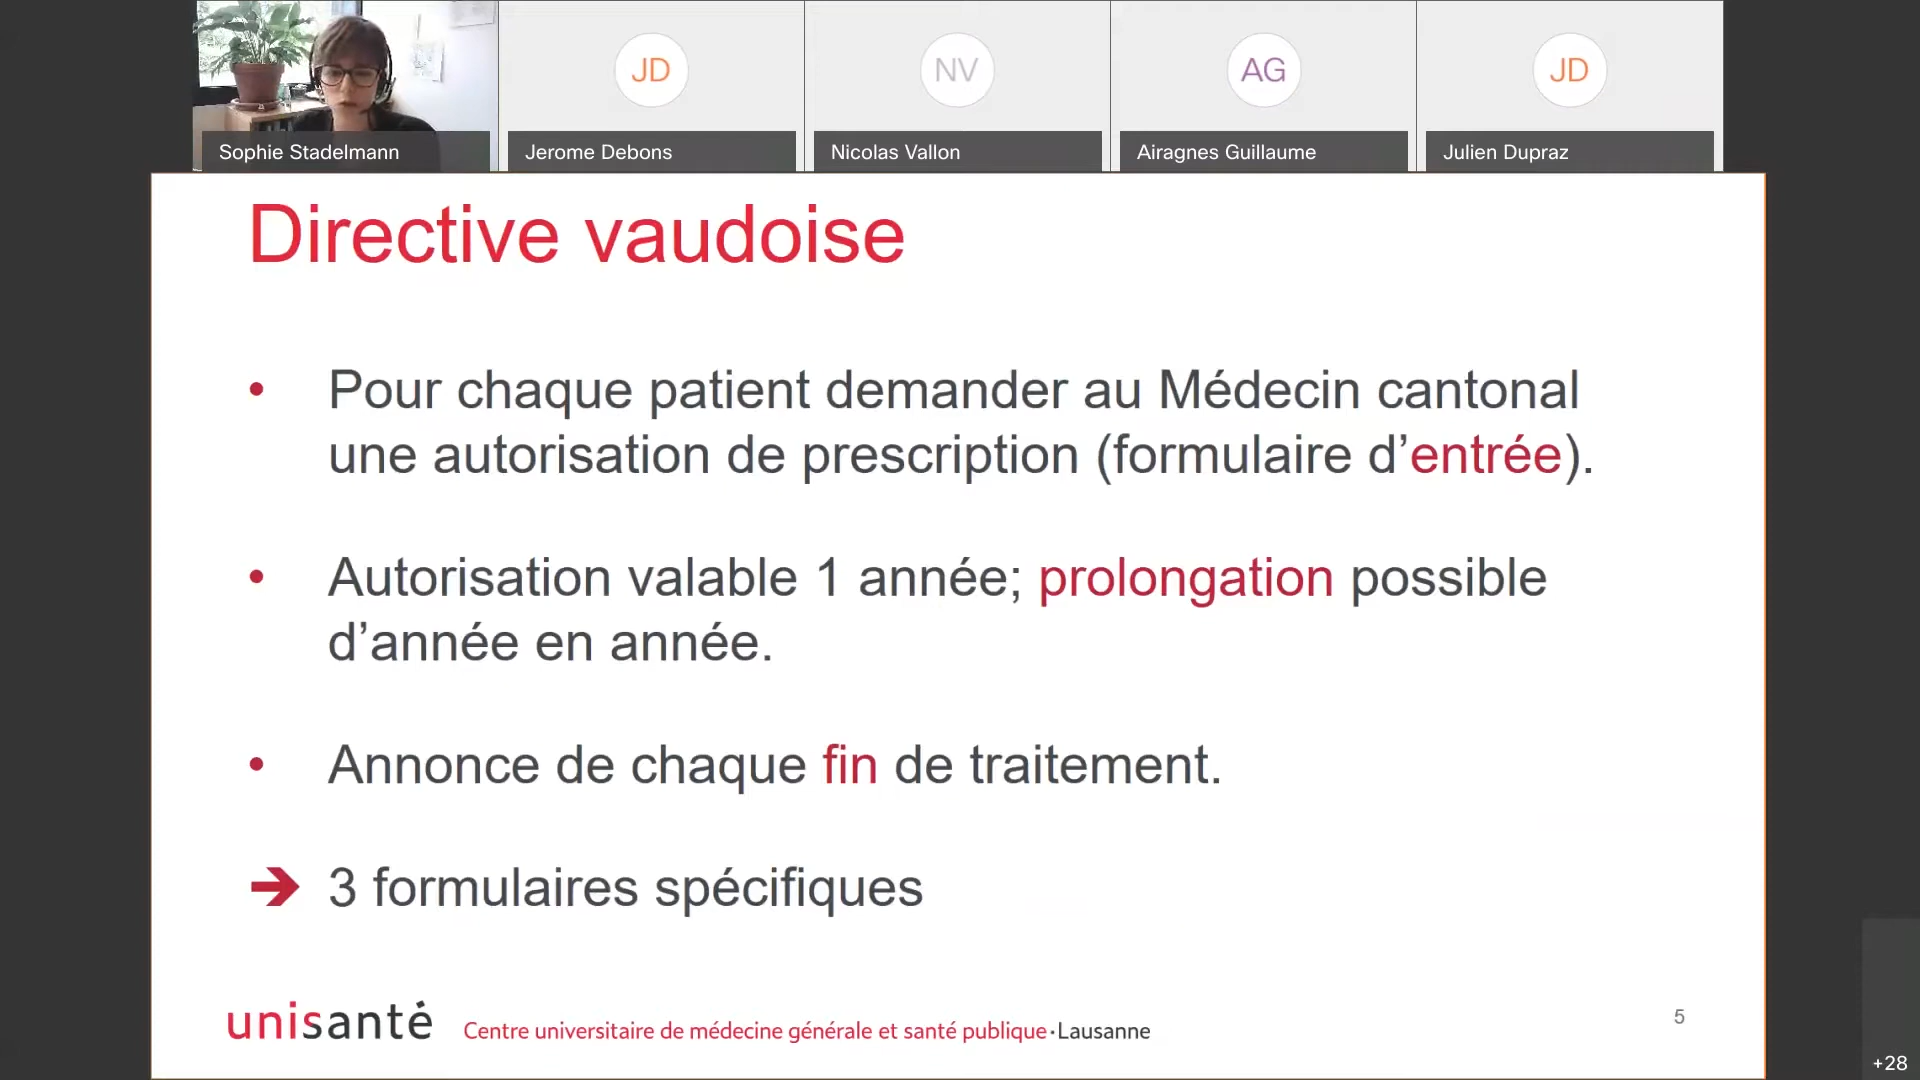 JD
NV
AG
JD
Sophie Stadelmann
Jerome Debons
Nicolas Vallon
Airagnes Guillaume
Julien Dupraz
Directive vaudoise
• Pour chaque patient demander au Médecin cantonal
une autorisation de prescription (formulaire d’entrée).
• Autorisation valable 1 année; prolongation possible
d’année en année.
• Annonce de chaque fin de traitement.
➔ 3 formulaires spécifiques
unisanté
Centre universitaire de médecine générale et santé publique·Lausanne
5
+28